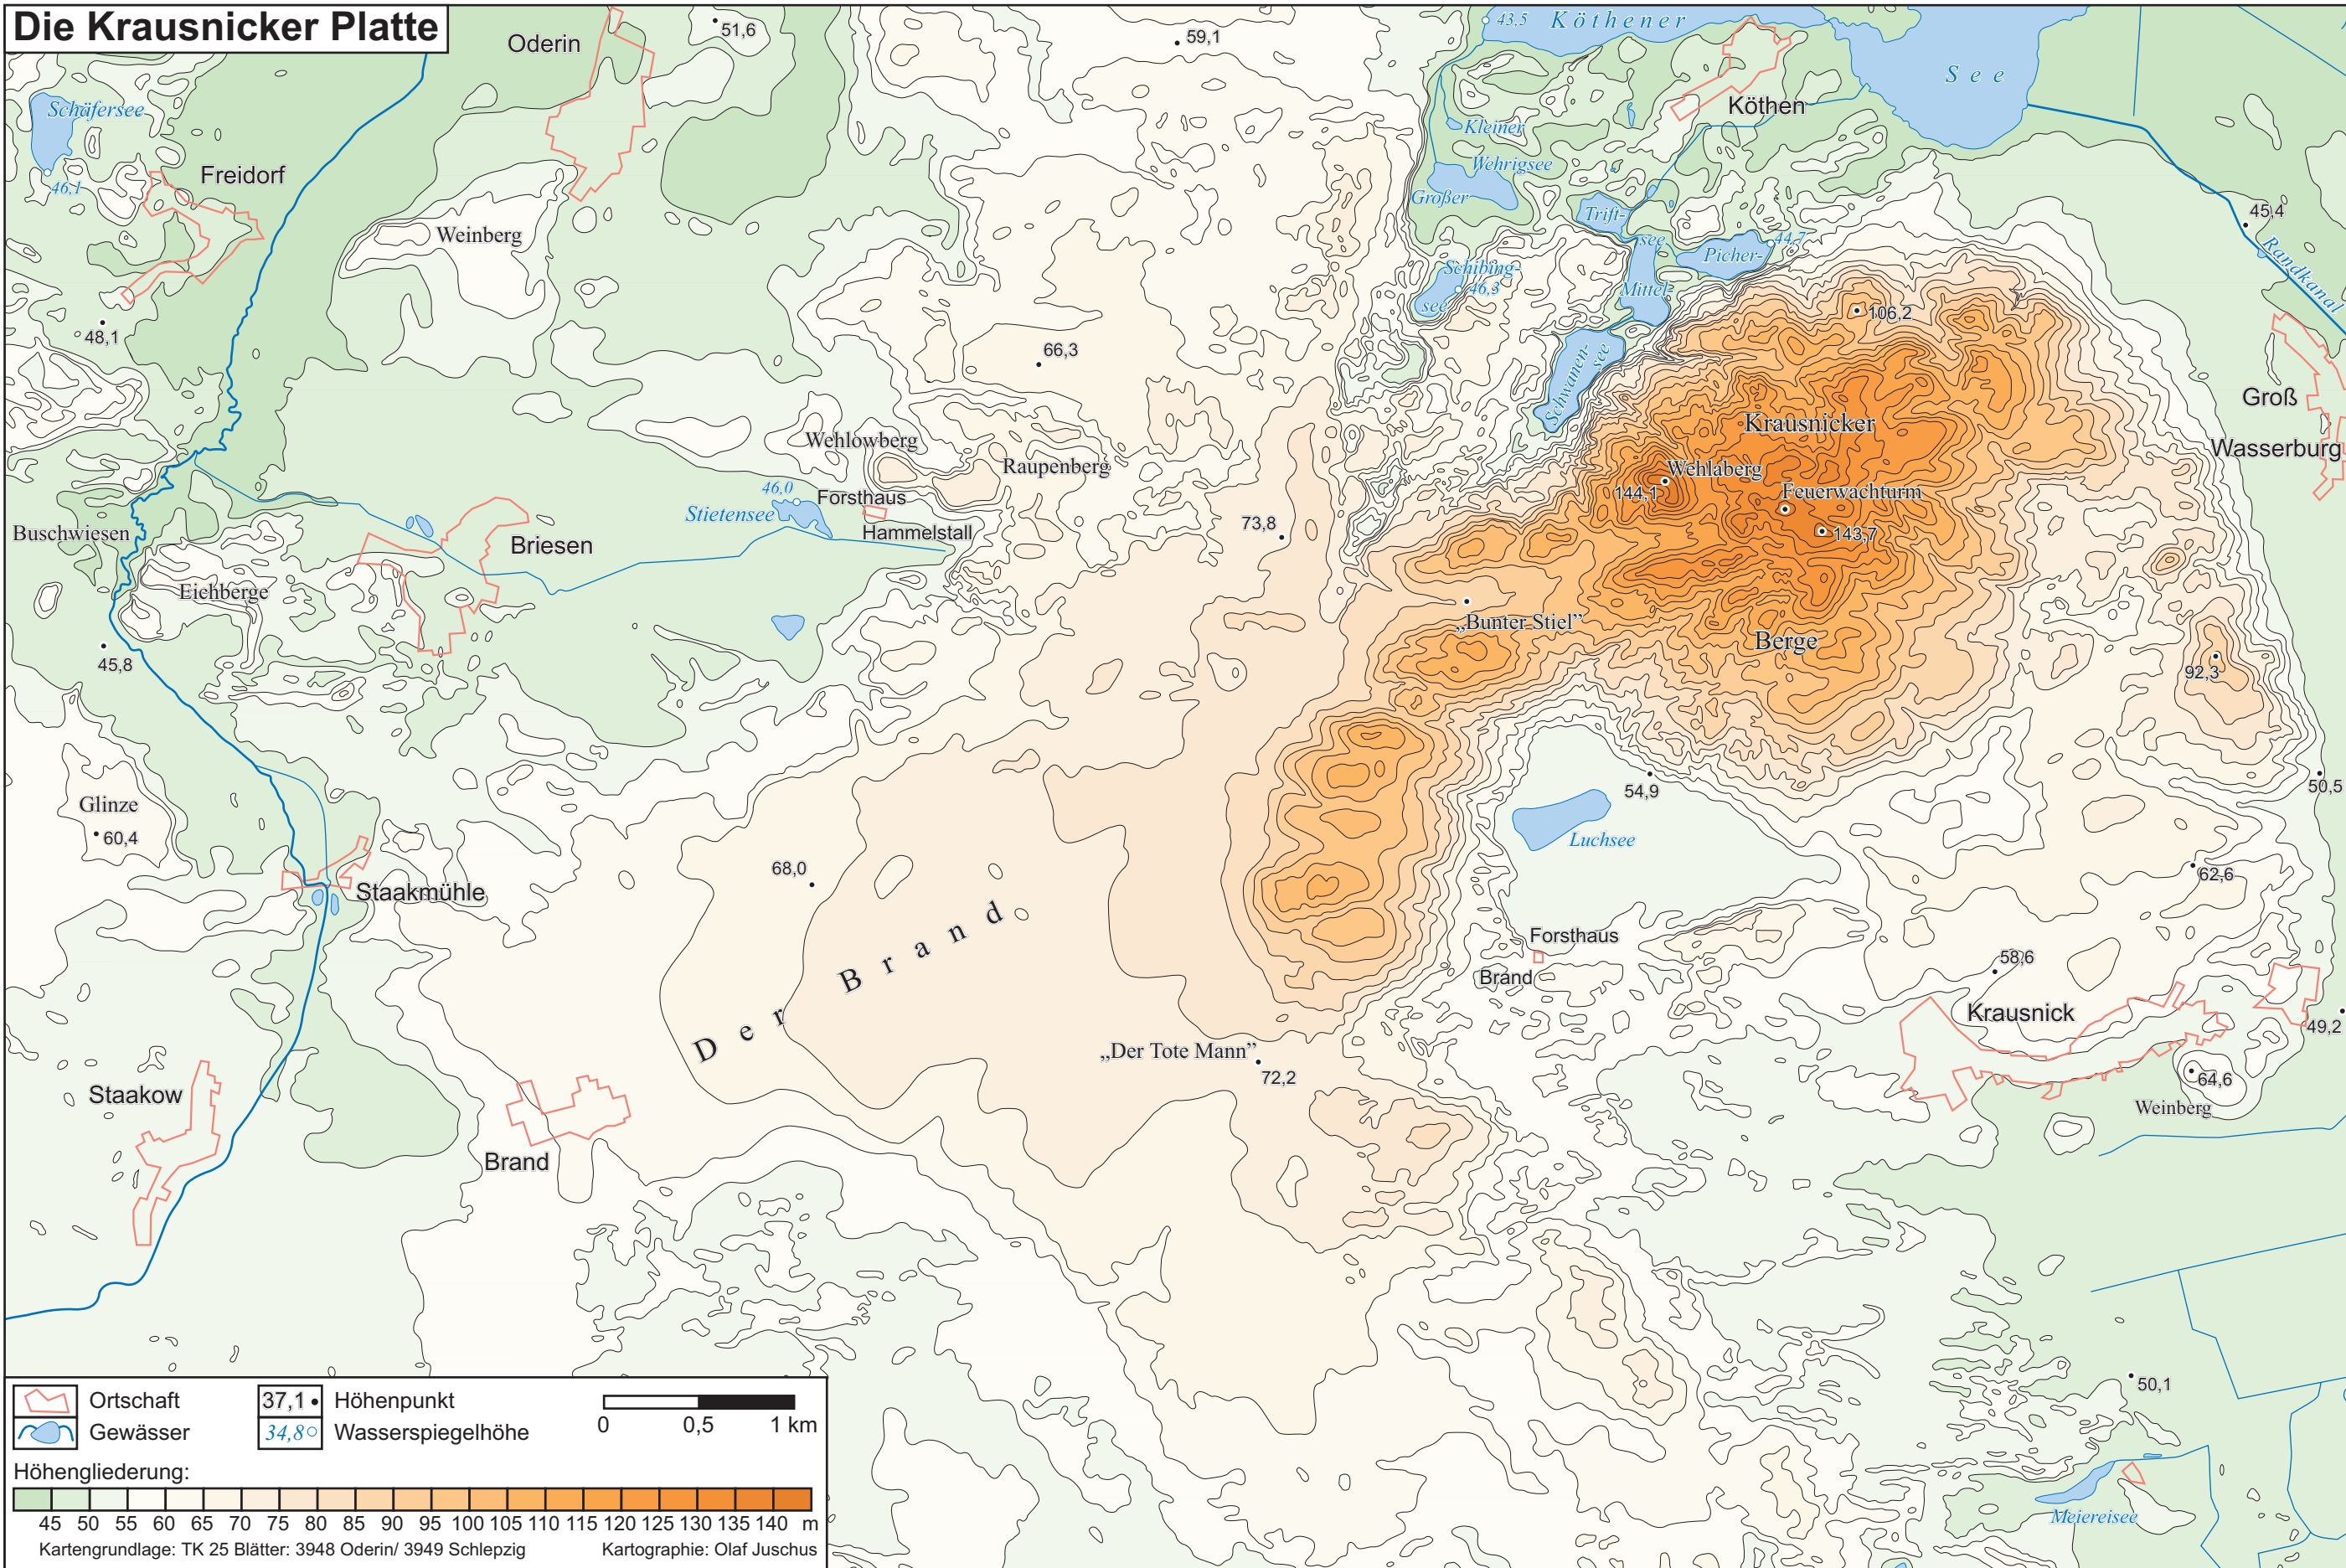 Die Krausnicker Platte
Oderin
51,6
59,1
43,5
Köthener
See
Schäfersee
46,1
Freidorf
Köthen
Kleiner
Wehrigsee
Großer
Weinberg
Trift-
see
Picher-
44,7
45,4
Randkanal
Schibing-
46,3
see
Mittel-
48,1
66,3
106,2
Schwanen-
see
Groß
Wasserburg
Krausnicker
Wehlaberg
144,1
Feuerwachturm
143,7
Wehlowberg
Raupenberg
46,0
Stietensee
Forsthaus
Hammelstall
73,8
Buschwiesen
Briesen
Eichberge
„Bunter Stiel”
Berge
45,8
92,3
Glinze
60,4
54,9
50,5
Luchsee
68,0
62,6
Staakmühle
Der Brand
Forsthaus
Brand
58,6
Krausnick
49,2
„Der Tote Mann”
72,2
64,6
Weinberg
Staakow
Brand
50,1
Meiereisee
Ortschaft
37,1
Höhenpunkt
Gewässer
34,8
Wasserspiegelhöhe
0 0,5 1 km
Höhengliederung:
45 50 55 60 65 70 75 80 85 90 95 100 105 110 115 120 125 130 135 140 m
Kartengrundlage: TK 25 Blätter: 3948 Oderin/ 3949 Schlepzig
Kartographie: Olaf Juschus